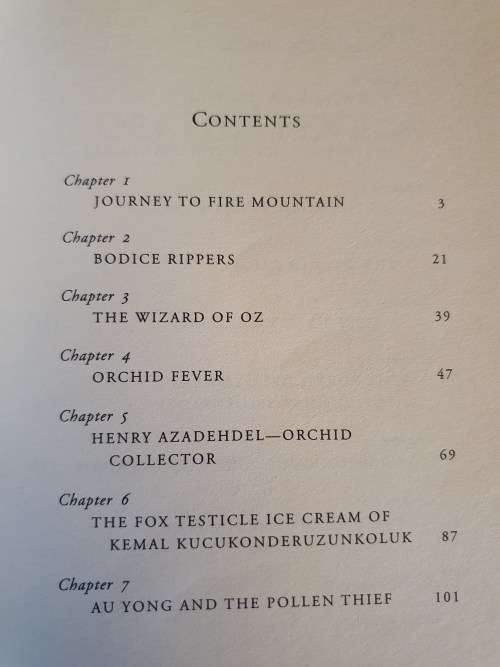 CONTENTS
Chapter 1
JOURNEY TO FIRE MOUNTAIN 3
Chapter 2
BODICE RIPPERS 21
Chapter 3
THE WIZARD OF OZ 39
Chapter 4
ORCHID FEVER 47
Chapter 5
HENRY AZADEHDEL—ORCHID
COLLECTOR 69
Chapter 6
THE FOX TESTICLE ICE CREAM OF
KEMAL KUCUKONDERUZUNKOLUK 87
Chapter 7
AU YONG AND THE POLLEN THIEF 101